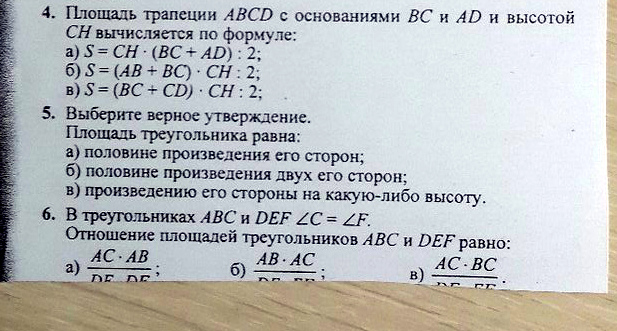 4. Площадь трапеции ABCD с основаниями BC и AD и высотой
CH вычисляется по формуле:
а) S = CH · (BC + AD) : 2;
б) S = (AB + BC) · CH : 2;
в) S = (BC + CD) · CH : 2;
5. Выберите верное утверждение.
Площадь треугольника равна:
а) половине произведения его сторон;
б) половине произведения двух его сторон;
в) произведению его стороны на какую-либо высоту.
6. В треугольниках ABC и DEF ∠C = ∠F.
Отношение площадей треугольников ABC и DEF равно:
AC · AB AB · AC AC · BC
а) ; б) ; в) .